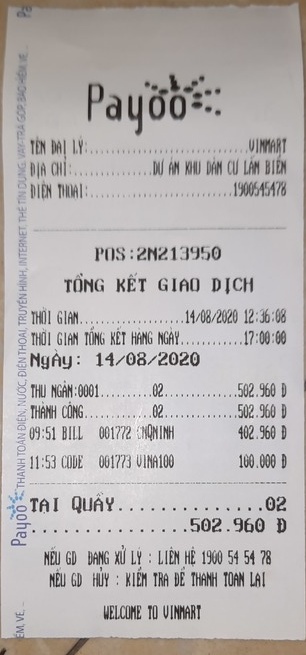 Payoo
TÊN ĐẠI LÝ:.......................VINMART
ĐỊA CHỈ:..............DỰ ÁN KHU DÂN CƯ LÂM BIÊN
ĐIỆN THOẠI:.......................1900545478
POS:2N213950
TỔNG KẾT GIAO DỊCH
THỜI GIAN..............14/08/2020 12:36:08
THỜI GIAN TỔNG KẾT HÀNG NGÀY.........17:00:00
Ngày: 14/08/2020
THU NGÂN:0001.........02............502.960 Đ
THÀNH CÔNG............02............502.960 Đ
09:51 BILL 001772 CNQNINH 402.960 Đ
11:53 CODE 001773 VINA100 100.000 Đ
TẠI QUẦY..............02
...............502.960 Đ
NẾU GD ĐANG XỬ LÝ : LIÊN HỆ 1900 54 54 78
NẾU GD HỦY : KIỂM TRA ĐỂ THANH TOÁN LẠI
WELCOME TO VINMART
Payoo THANH TOÁN ĐIỆN, NƯỚC, ĐIỆN THOẠI, TRUYỀN HÌNH, INTERNET, THẺ TÍN DỤNG, VAY-TRẢ GÓP, BẢO HIỂM, VÉ...
Pa
ỂM, VÉ...